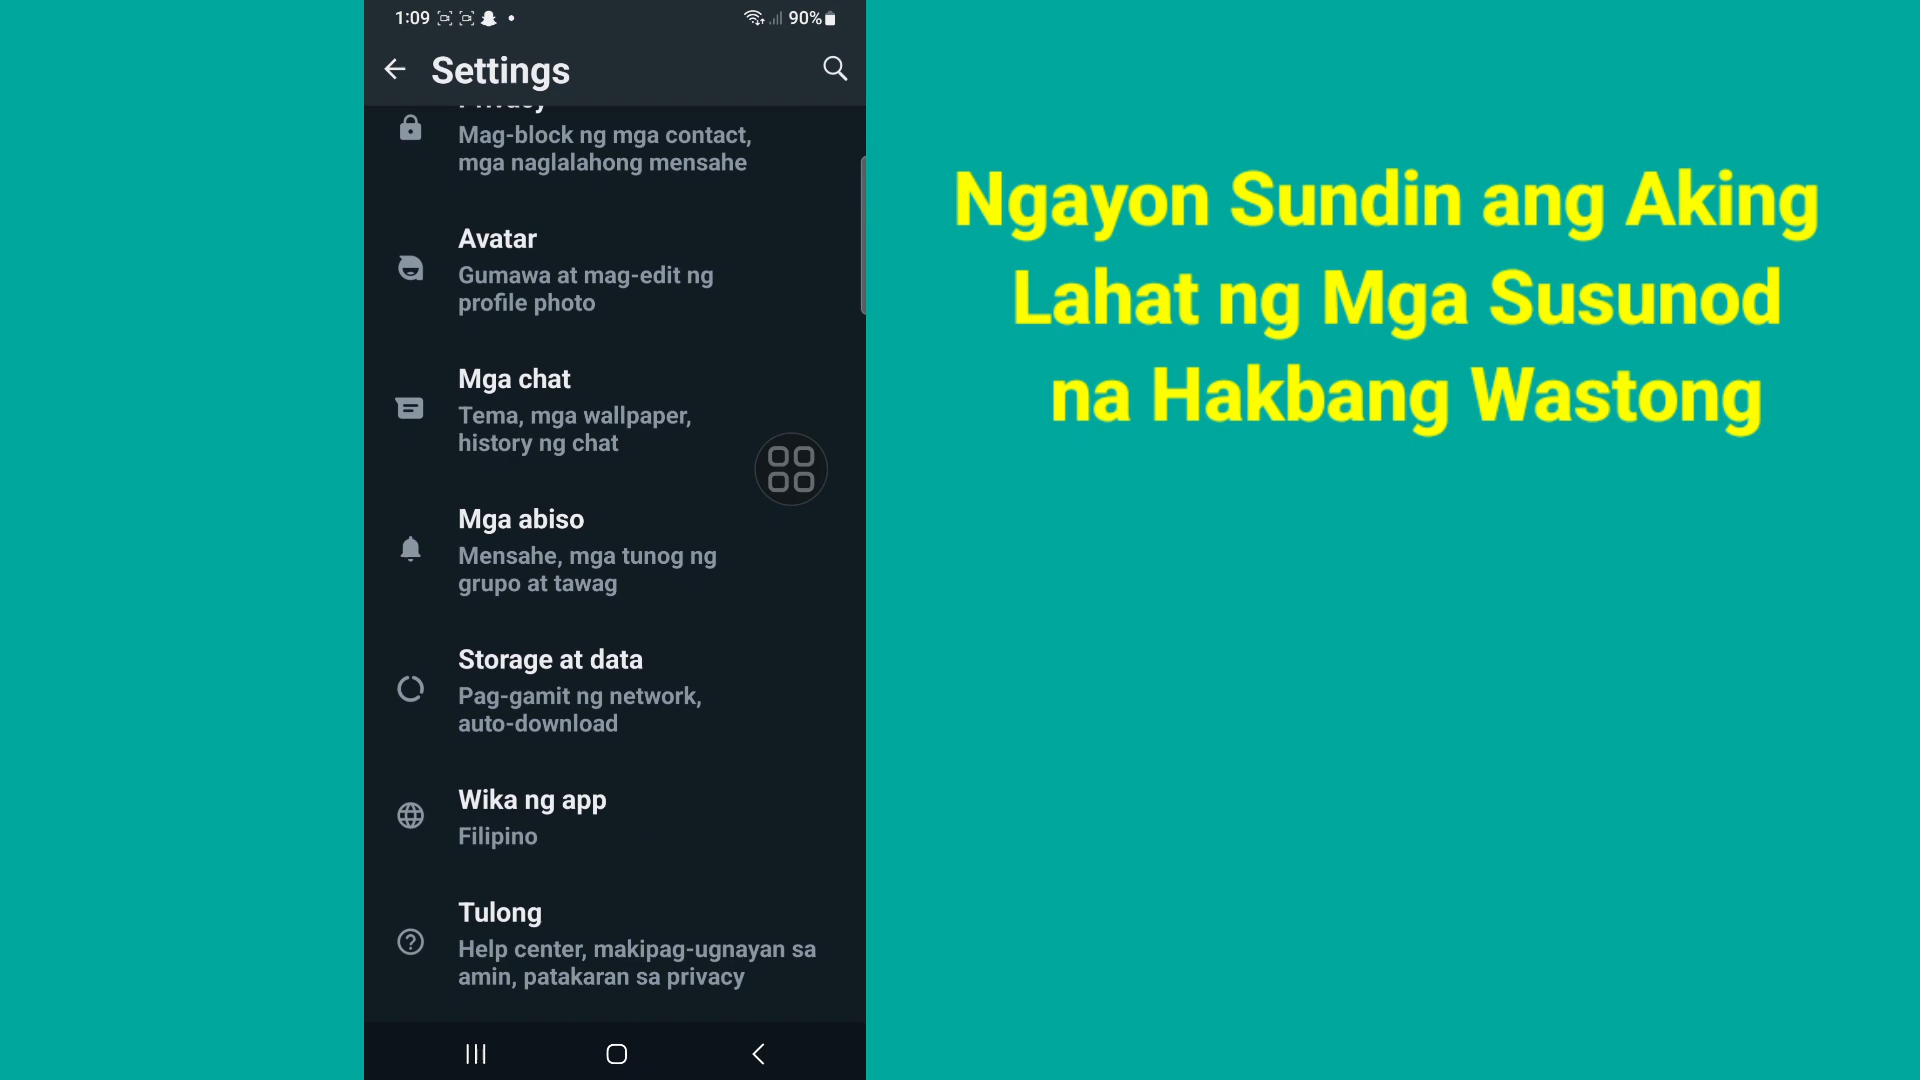 1:09
90%
Settings
Privacy
Mag-block ng mga contact,
mga naglalahong mensahe
Avatar
Gumawa at mag-edit ng
profile photo
Mga chat
Tema, mga wallpaper,
history ng chat
Mga abiso
Mensahe, mga tunog ng
grupo at tawag
Storage at data
Pag-gamit ng network,
auto-download
Wika ng app
Filipino
Tulong
Help center, makipag-ugnayan sa
amin, patakaran sa privacy
Ngayon Sundin ang Aking
Lahat ng Mga Susunod
na Hakbang Wastong